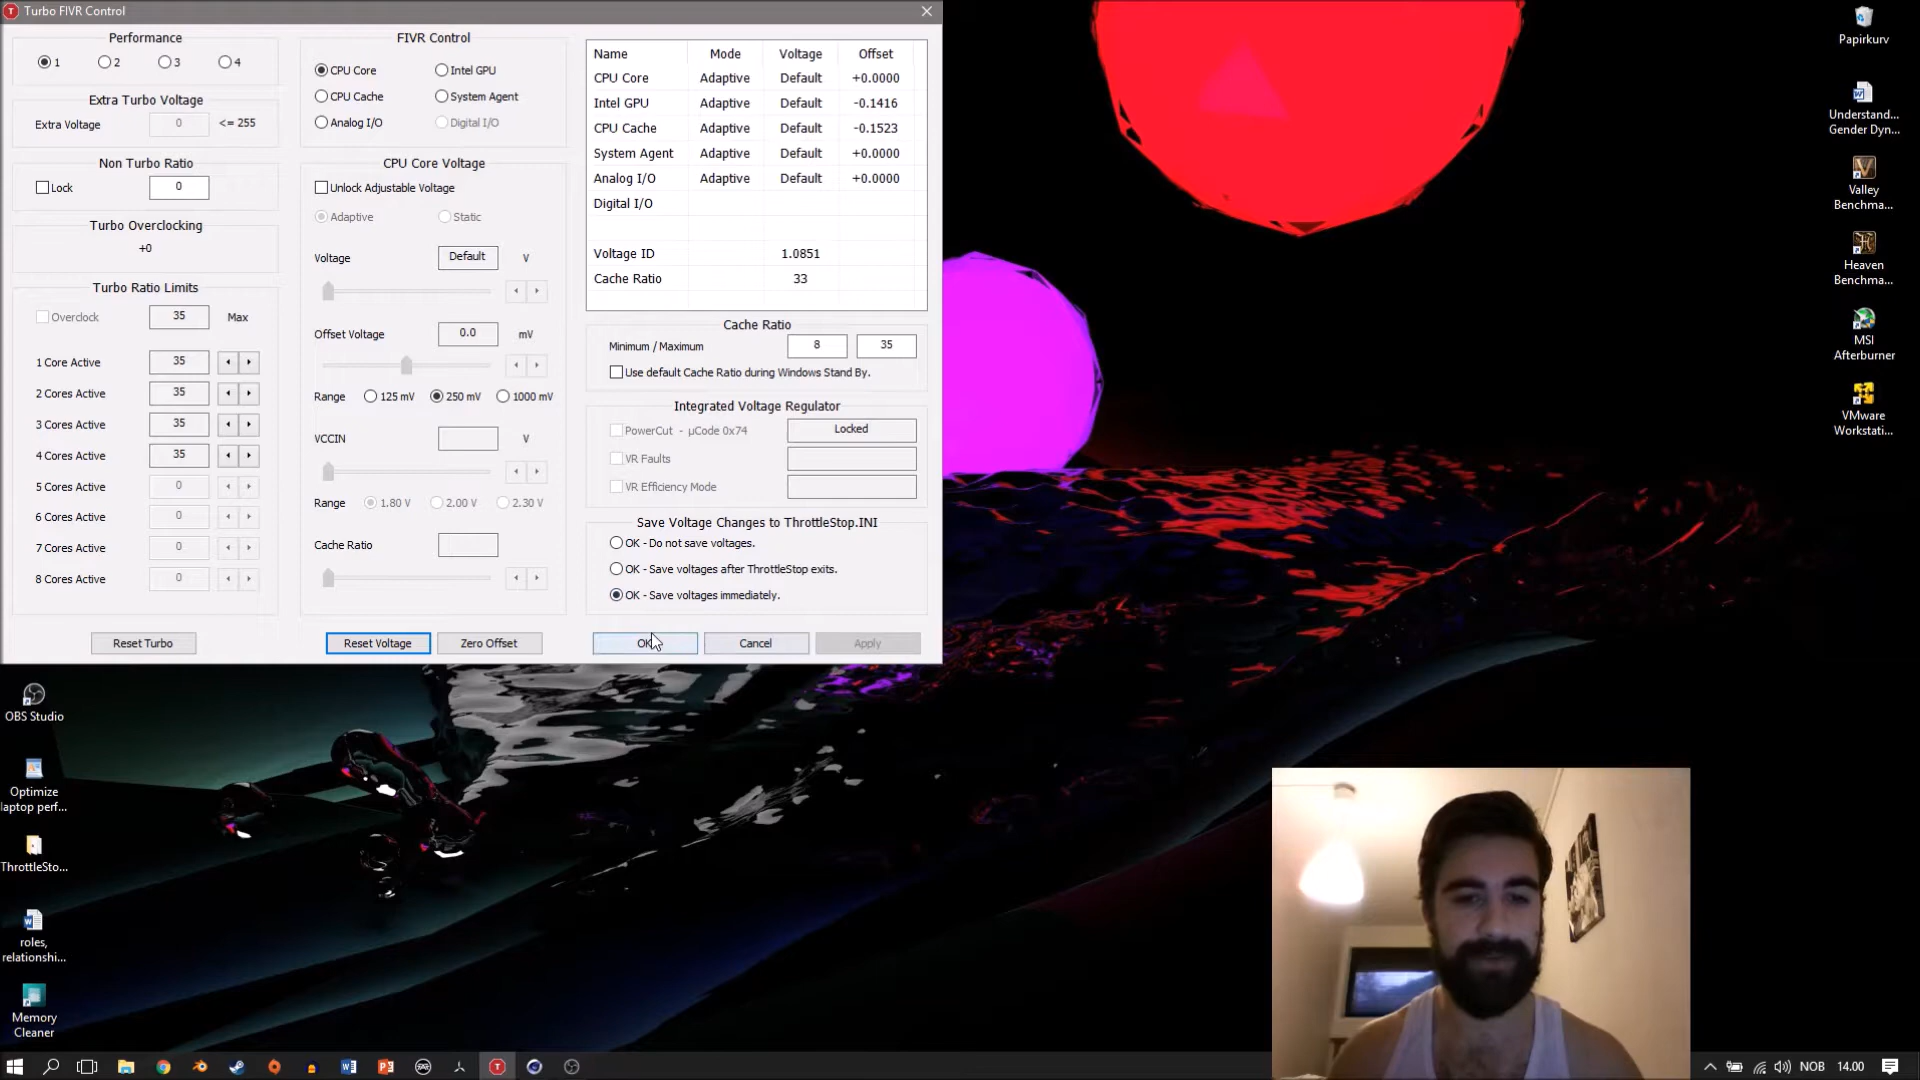 Turbo FIVR Control
Performance
1 2 3 4
Extra Turbo Voltage
Extra Voltage 0 <= 255
Non Turbo Ratio
Lock 0
Turbo Overclocking
+0
Turbo Ratio Limits
Overclock 35 Max
1 Core Active 35
2 Cores Active 35
3 Cores Active 35
4 Cores Active 35
5 Cores Active 0
6 Cores Active 0
7 Cores Active 0
8 Cores Active 0
Reset Turbo
FIVR Control
CPU Core Intel GPU
CPU Cache System Agent
Analog I/O Digital I/O
CPU Core Voltage
Unlock Adjustable Voltage
Adaptive Static
Voltage Default V
Offset Voltage 0.0 mV
Range 125 mV 250 mV 1000 mV
VCCIN V
Range 1.80 V 2.00 V 2.30 V
Cache Ratio
Reset Voltage Zero Offset
Name Mode Voltage Offset
CPU Core Adaptive Default +0.0000
Intel GPU Adaptive Default -0.1416
CPU Cache Adaptive Default -0.1523
System Agent Adaptive Default +0.0000
Analog I/O Adaptive Default +0.0000
Digital I/O
Voltage ID 1.0851
Cache Ratio 33
Cache Ratio
Minimum / Maximum 8 35
Use default Cache Ratio during Windows Stand By.
Integrated Voltage Regulator
PowerCut - µCode 0x74 Locked
VR Faults
VR Efficiency Mode
Save Voltage Changes to ThrottleStop.INI
OK - Do not save voltages.
OK - Save voltages after ThrottleStop exits.
OK - Save voltages immediately.
OK Cancel Apply
Papirkurv
Understand...
Gender Dyn...
Valley
Benchmar...
Heaven
Benchma...
MSI
Afterburner
VMware
Workstati...
OBS Studio
Optimize
laptop perf...
ThrottleSto...
roles,
relationshi...
Memory
Cleaner
NOB 14.00